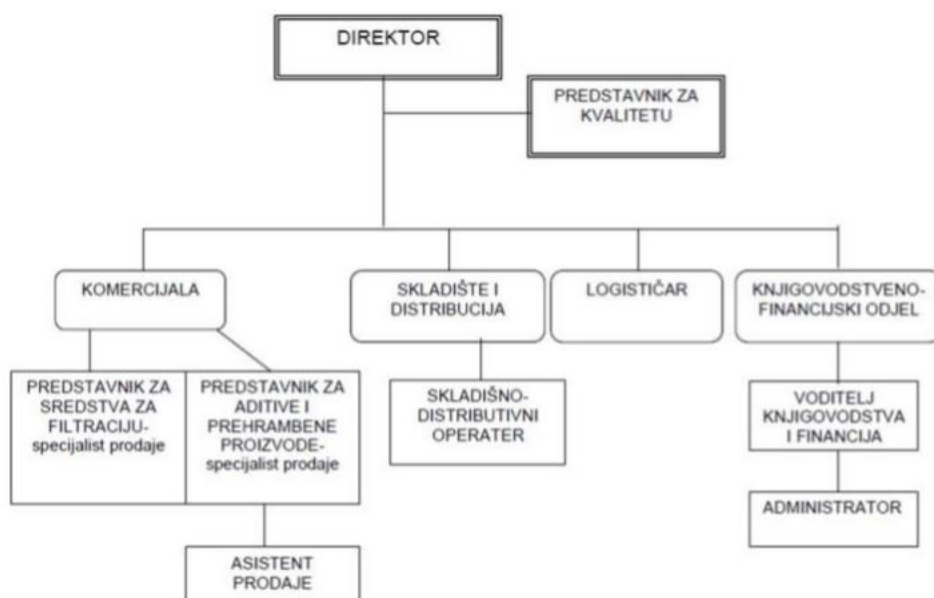 DIREKTOR
PREDSTAVNIK ZA
KVALITETU
KOMERCIJALA
SKLADIŠTE I
DISTRIBUCIJA
LOGISTIČAR
KNJIGOVODSTVENO-
FINANCIJSKI ODJEL
PREDSTAVNIK ZA
SREDSTVA ZA
FILTRACIJU-
specijalist prodaje
PREDSTAVNIK ZA
ADITIVE I
PREHRAMBENE
PROIZVODE-
specijalist prodaje
SKLADIŠNO-
DISTRIBUTIVNI
OPERATER
VODITELJ
KNJIGOVODSTVA
I FINANCIJA
ADMINISTRATOR
ASISTENT
PRODAJE